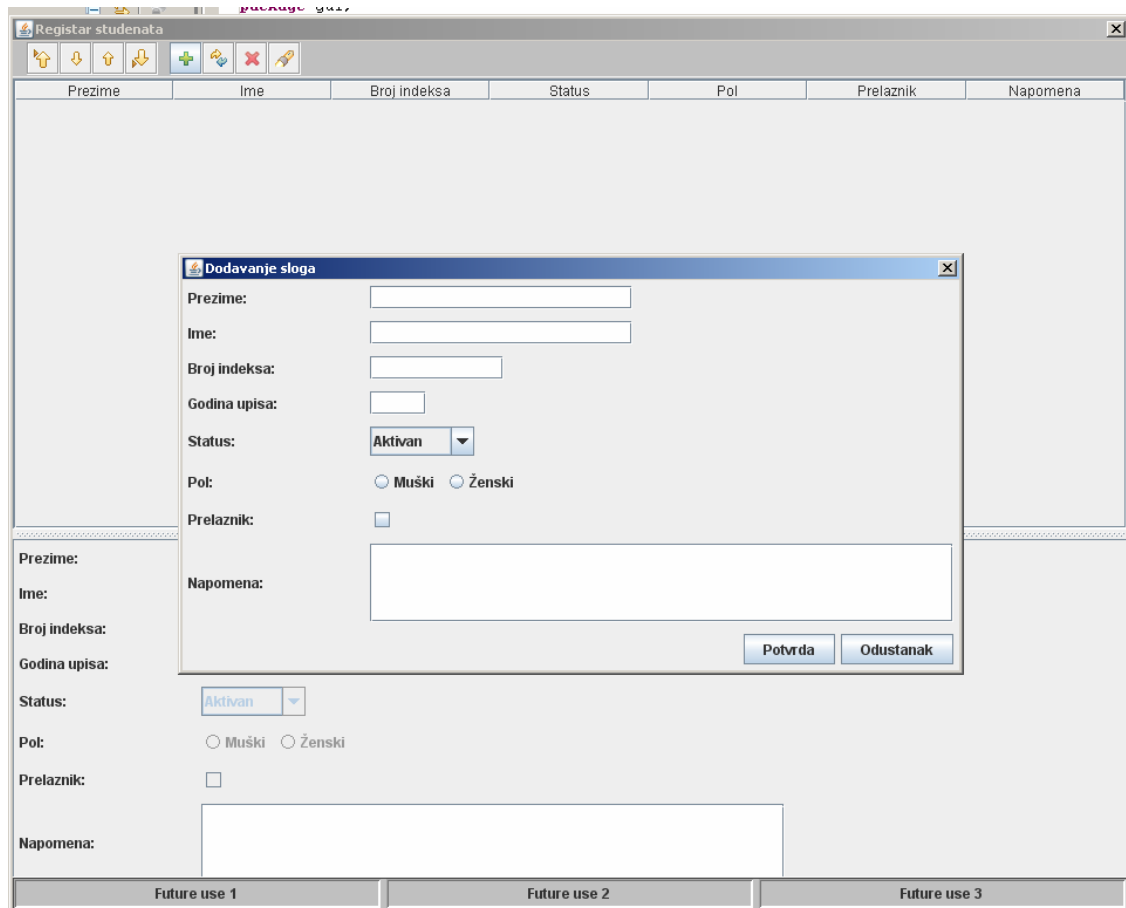 package gui;
Registar studenata
Prezime Ime Broj indeksa Status Pol Prelaznik Napomena
Dodavanje sloga
Prezime:
Ime:
Broj indeksa:
Godina upisa:
Status: Aktivan
Pol: Muški Ženski
Prelaznik:
Napomena:
Potvrda Odustanak
Prezime:
Ime:
Broj indeksa:
Godina upisa:
Status: Aktivan
Pol: Muški Ženski
Prelaznik:
Napomena:
Future use 1 Future use 2 Future use 3